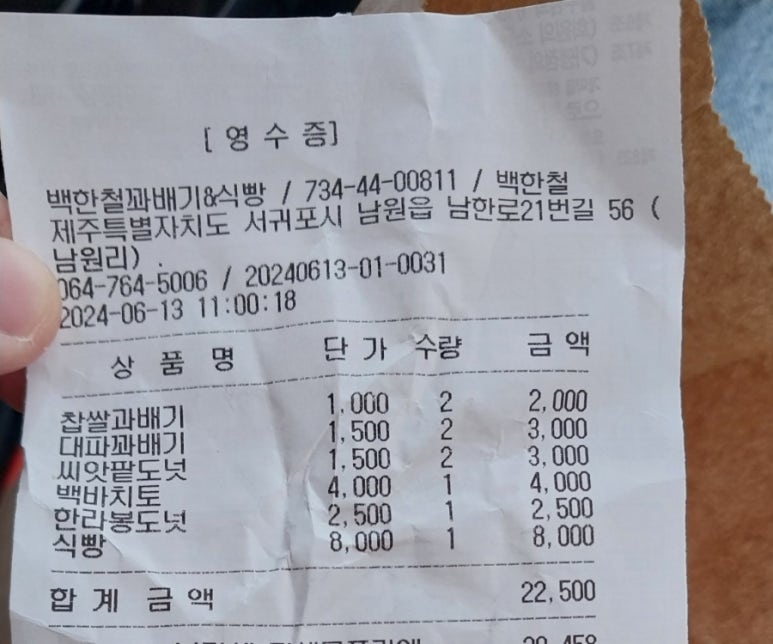 [ 영 수 증]
백한철꽈배기&식빵 / 734-44-00811 / 백한철
제주특별자치도 서귀포시 남원읍 남한로21번길 56 (
남원리) .
064-764-5006 / 20240613-01-0031
2024-06-13 11:00:18
상 품 명 단 가 수량 금 액
찹쌀과배기 1,000 2 2,000
대파꽈배기 1,500 2 3,000
씨앗팥도넛 1,500 2 3,000
백바치토 4,000 1 4,000
한라봉도넛 2,500 1 2,500
식빵 8,000 1 8,000
합 계 금 액 22,500